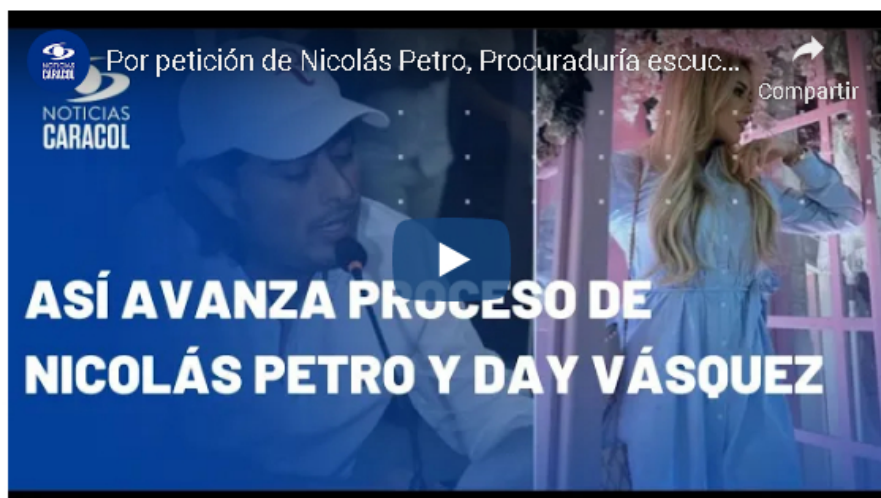 Por petición de Nicolás Petro, Procuraduría escuc...
Compartir
NOTICIAS
CARACOL
NOTICIAS
CARACOL
ASÍ AVANZA PROCESO DE
NICOLÁS PETRO Y DAY VÁSQUEZ